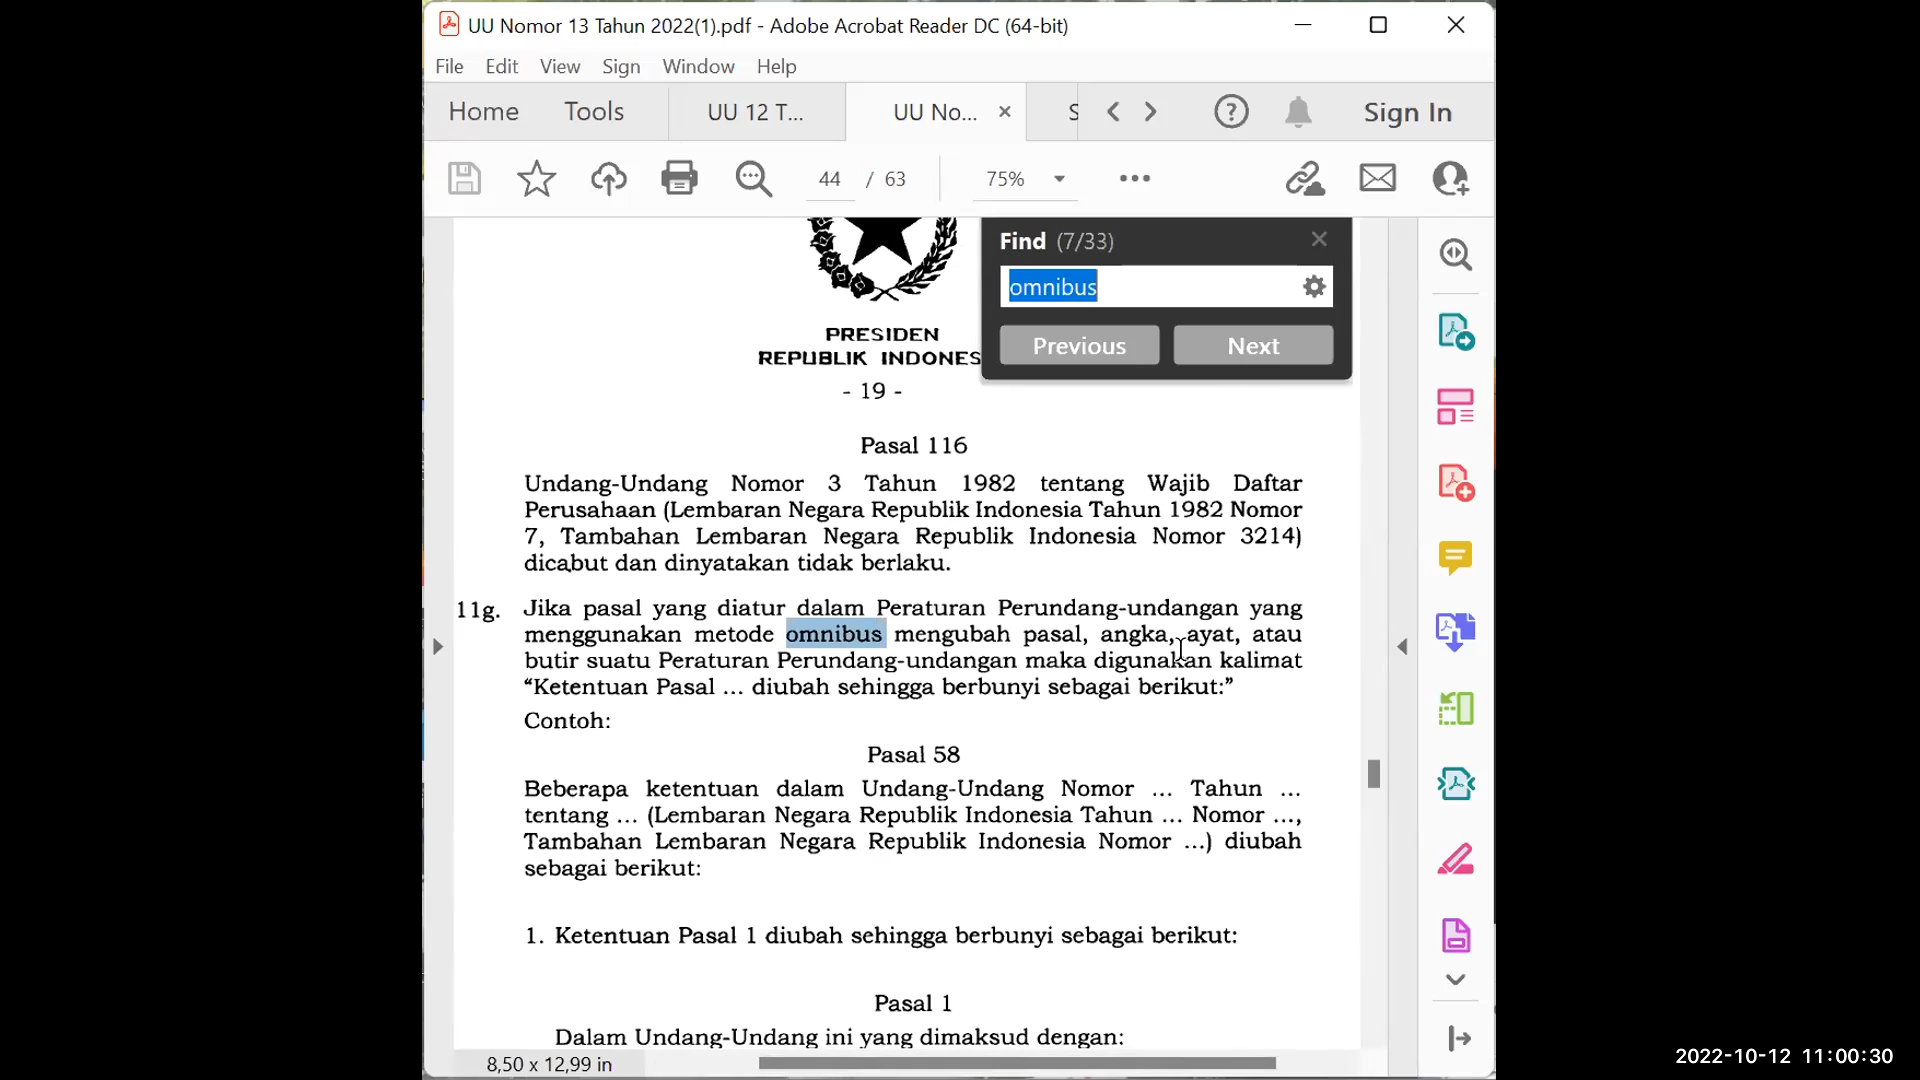 UU Nomor 13 Tahun 2022(1).pdf - Adobe Acrobat Reader DC (64-bit)
File Edit View Sign Window Help
Home Tools UU 12 T... UU No... S Sign In
44 / 63 75%
Find (7/33)
omnibus
Previous Next
PRESIDEN
REPUBLIK INDONES
- 19 -
Pasal 116
Undang-Undang Nomor 3 Tahun 1982 tentang Wajib Daftar
Perusahaan (Lembaran Negara Republik Indonesia Tahun 1982 Nomor
7, Tambahan Lembaran Negara Republik Indonesia Nomor 3214)
dicabut dan dinyatakan tidak berlaku.
11g. Jika pasal yang diatur dalam Peraturan Perundang-undangan yang
menggunakan metode omnibus mengubah pasal, angka, ayat, atau
butir suatu Peraturan Perundang-undangan maka digunakan kalimat
“Ketentuan Pasal ... diubah sehingga berbunyi sebagai berikut:”
Contoh:
Pasal 58
Beberapa ketentuan dalam Undang-Undang Nomor ... Tahun ...
tentang ... (Lembaran Negara Republik Indonesia Tahun ... Nomor ...,
Tambahan Lembaran Negara Republik Indonesia Nomor ...) diubah
sebagai berikut:
1. Ketentuan Pasal 1 diubah sehingga berbunyi sebagai berikut:
Pasal 1
Dalam Undang-Undang ini yang dimaksud dengan:
8,50 x 12,99 in
2022-10-12 11:00:30